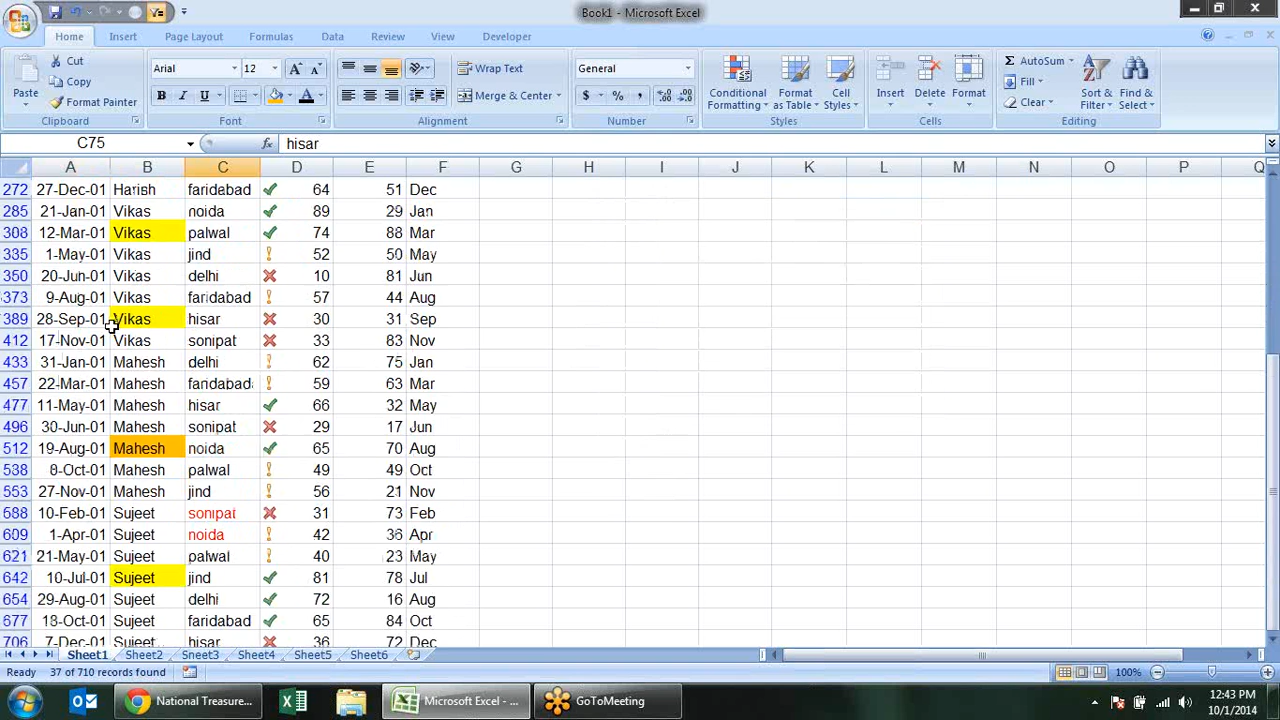 Book1 - Microsoft Excel
Home Insert Page Layout Formulas Data Review View Developer
Cut
Copy
Format Painter
Paste
Clipboard
Arial 12
B I U
Font
Wrap Text
Merge & Center
Alignment
General
$ % ,
Number
Conditional Formatting
Format as Table
Cell Styles
Styles
Insert Delete Format
Cells
AutoSum
Fill
Clear
Sort & Filter
Find & Select
Editing
C75 fx hisar
A B C D E F G H I J K L M N O P Q
272 27-Dec-01 Harish faridabad 64 51 Dec
285 21-Jan-01 Vikas noida 89 29 Jan
308 12-Mar-01 Vikas palwal 74 88 Mar
335 1-May-01 Vikas jind 52 50 May
350 20-Jun-01 Vikas delhi 10 81 Jun
373 9-Aug-01 Vikas faridabad 57 44 Aug
389 28-Sep-01 Vikas hisar 30 31 Sep
412 17-Nov-01 Vikas sonipat 33 83 Nov
433 31-Jan-01 Mahesh delhi 62 75 Jan
457 22-Mar-01 Mahesh faridabad 59 63 Mar
477 11-May-01 Mahesh hisar 66 32 May
496 30-Jun-01 Mahesh sonipat 29 17 Jun
512 19-Aug-01 Mahesh noida 65 70 Aug
538 8-Oct-01 Mahesh palwal 49 49 Oct
553 27-Nov-01 Mahesh jind 56 21 Nov
588 10-Feb-01 Sujeet sonipat 31 73 Feb
609 1-Apr-01 Sujeet noida 42 36 Apr
621 21-May-01 Sujeet palwal 40 23 May
642 10-Jul-01 Sujeet jind 81 78 Jul
654 29-Aug-01 Sujeet delhi 72 16 Aug
677 18-Oct-01 Sujeet faridabad 65 84 Oct
706 7-Dec-01 Sujeet hisar 36 72 Dec
Sheet1 Sheet2 Sheet3 Sheet4 Sheet5 Sheet6
Ready 37 of 710 records found 100%
National Treasure... Microsoft Excel - ... GoToMeeting
12:43 PM
10/1/2014